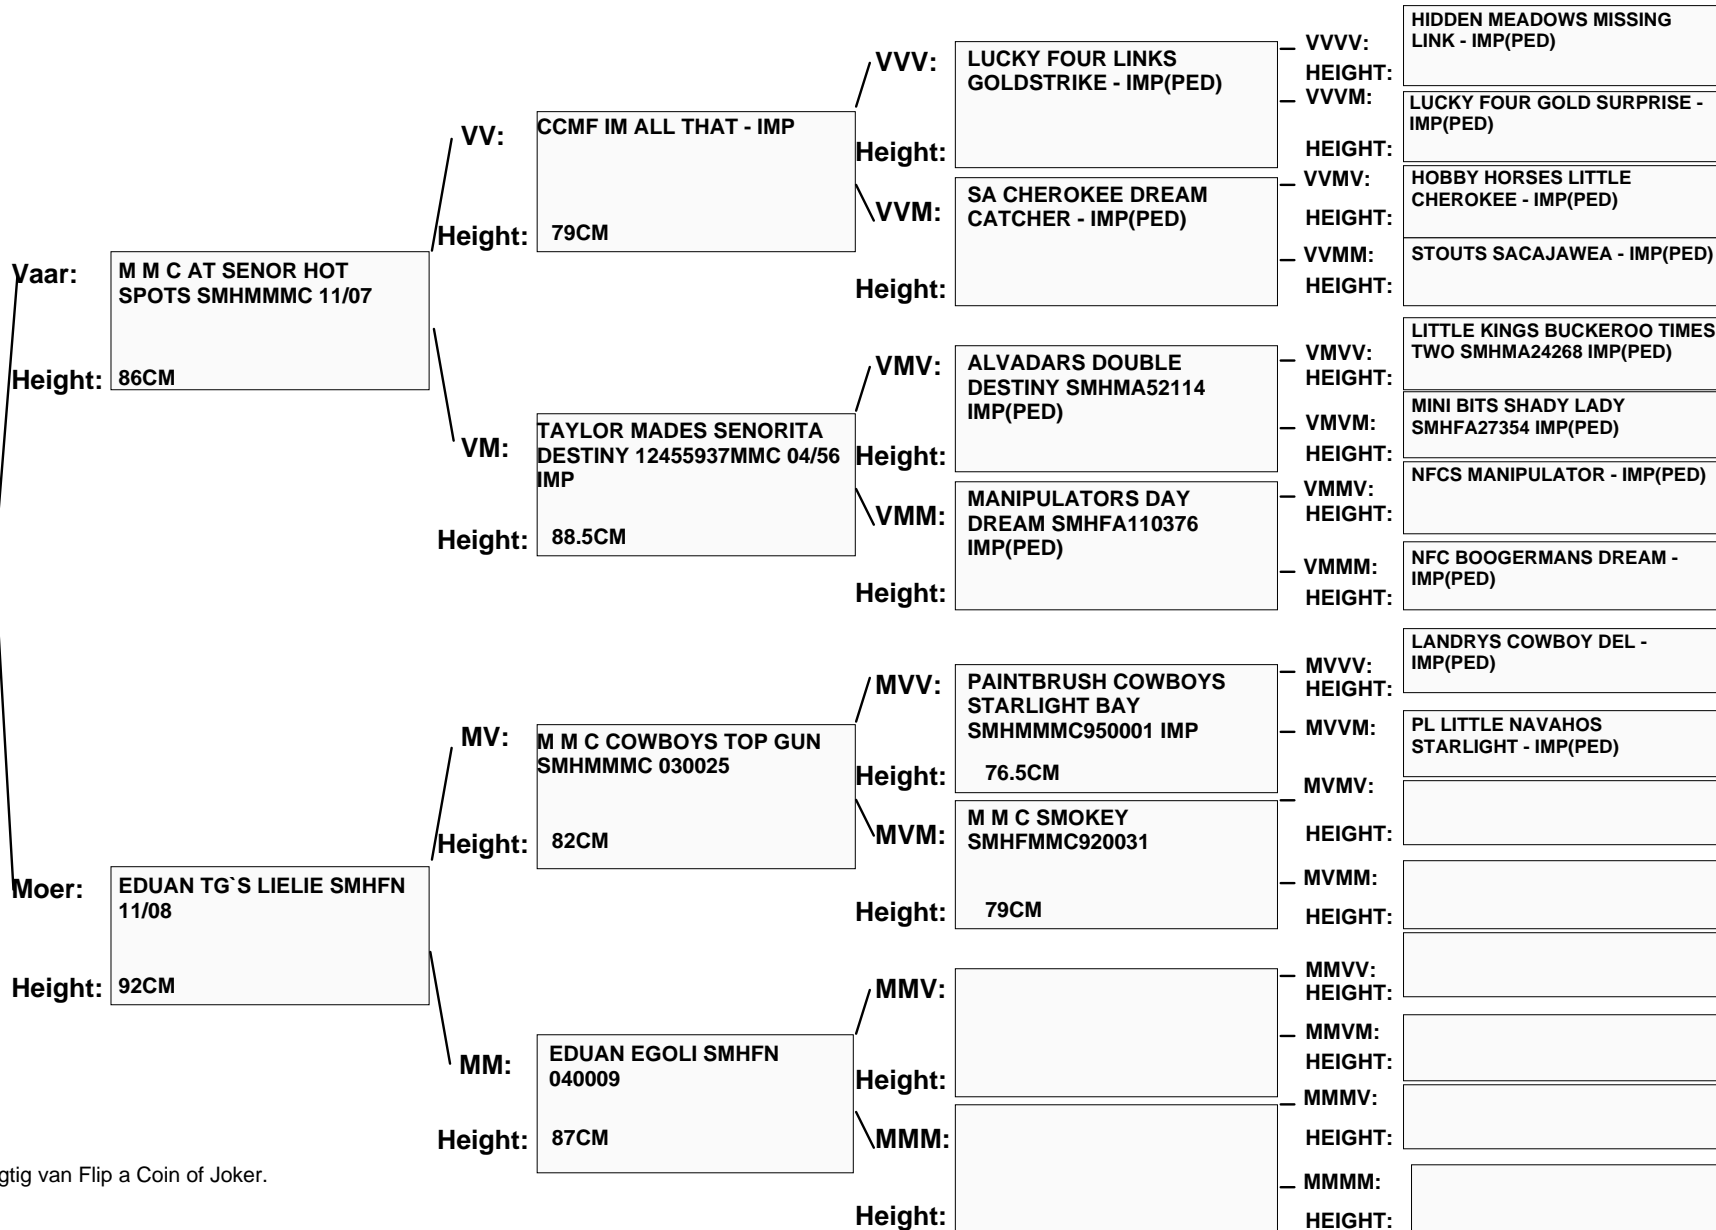 Vaar:
M M C AT SENOR HOT
SPOTS SMHMMMC 11/07
Height:
86CM
Moer:
EDUAN TG`S LIELIE SMHFN
11/08
Height:
92CM
VV:
CCMF IM ALL THAT - IMP
Height:
79CM
VM:
TAYLOR MADES SENORITA
DESTINY 12455937MMC 04/56
IMP
Height:
88.5CM
MV:
M M C COWBOYS TOP GUN
SMHMMMC 030025
Height:
82CM
MM:
EDUAN EGOLI SMHFN
040009
Height:
87CM
VVV:
LUCKY FOUR LINKS
GOLDSTRIKE - IMP(PED)
Height:
VVM:
SA CHEROKEE DREAM
CATCHER - IMP(PED)
Height:
VMV:
ALVADARS DOUBLE
DESTINY SMHMA52114
IMP(PED)
Height:
VMM:
MANIPULATORS DAY
DREAM SMHFA110376
IMP(PED)
Height:
MVV:
PAINTBRUSH COWBOYS
STARLIGHT BAY
SMHMMMC950001 IMP
Height:
76.5CM
MVM:
M M C SMOKEY
SMHFMMC920031
Height:
79CM
MMV:
Height:
MMM:
Height:
VVVV:
HIDDEN MEADOWS MISSING
LINK - IMP(PED)
HEIGHT:
VVVM:
LUCKY FOUR GOLD SURPRISE -
IMP(PED)
HEIGHT:
VVMV:
HOBBY HORSES LITTLE
CHEROKEE - IMP(PED)
HEIGHT:
VVMM:
STOUTS SACAJAWEA - IMP(PED)
HEIGHT:
VMVV:
LITTLE KINGS BUCKEROO TIMES
TWO SMHMA24268 IMP(PED)
HEIGHT:
VMVM:
MINI BITS SHADY LADY
SMHFA27354 IMP(PED)
HEIGHT:
VMMV:
NFCS MANIPULATOR - IMP(PED)
HEIGHT:
VMMM:
NFC BOOGERMANS DREAM -
IMP(PED)
HEIGHT:
MVVV:
LANDRYS COWBOY DEL -
IMP(PED)
HEIGHT:
MVVM:
PL LITTLE NAVAHOS
STARLIGHT - IMP(PED)
MVMV:
HEIGHT:
MVMM:
HEIGHT:
MMVV:
HEIGHT:
MMVM:
HEIGHT:
MMMV:
HEIGHT:
MMMM:
HEIGHT:
gtig van Flip a Coin of Joker.